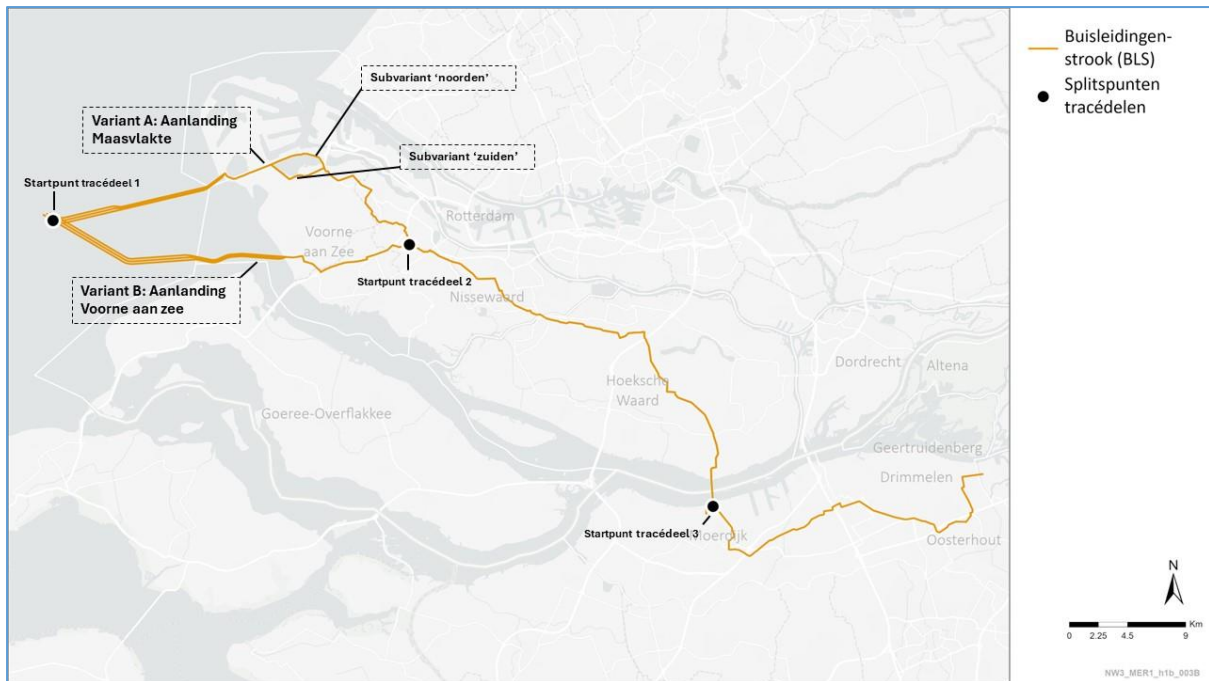 Subvariant 'noorden'
Variant A: Aanlanding
Maasvlakte
Subvariant 'zuiden'
Startpunt tracédeel 1
Rotterdam
Voorne
aan Zee
Startpunt tracédeel 2
Variant B: Aanlanding
Voorne aan zee
Nissewaard
Dordrecht
Altena
Hoeksche
Waard
Goeree-Overflakkee
Geertruidenberg
Drimmelen
Startpunt tracédeel 3
Moerdijk
Oosterhout
Buisleidingen-
strook (BLS)
Splitspunten
tracédelen
N
Km
0 2.25 4.5 9
NW3_MER1_h1b_003B